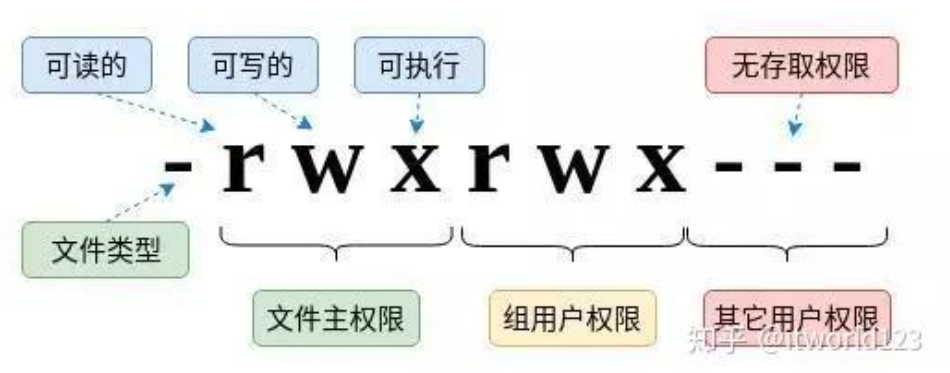 可读的 可写的 可执行 无存取权限
- r w x r w x - - -
文件类型
文件主权限 组用户权限 其它用户权限
知乎 @itworld123